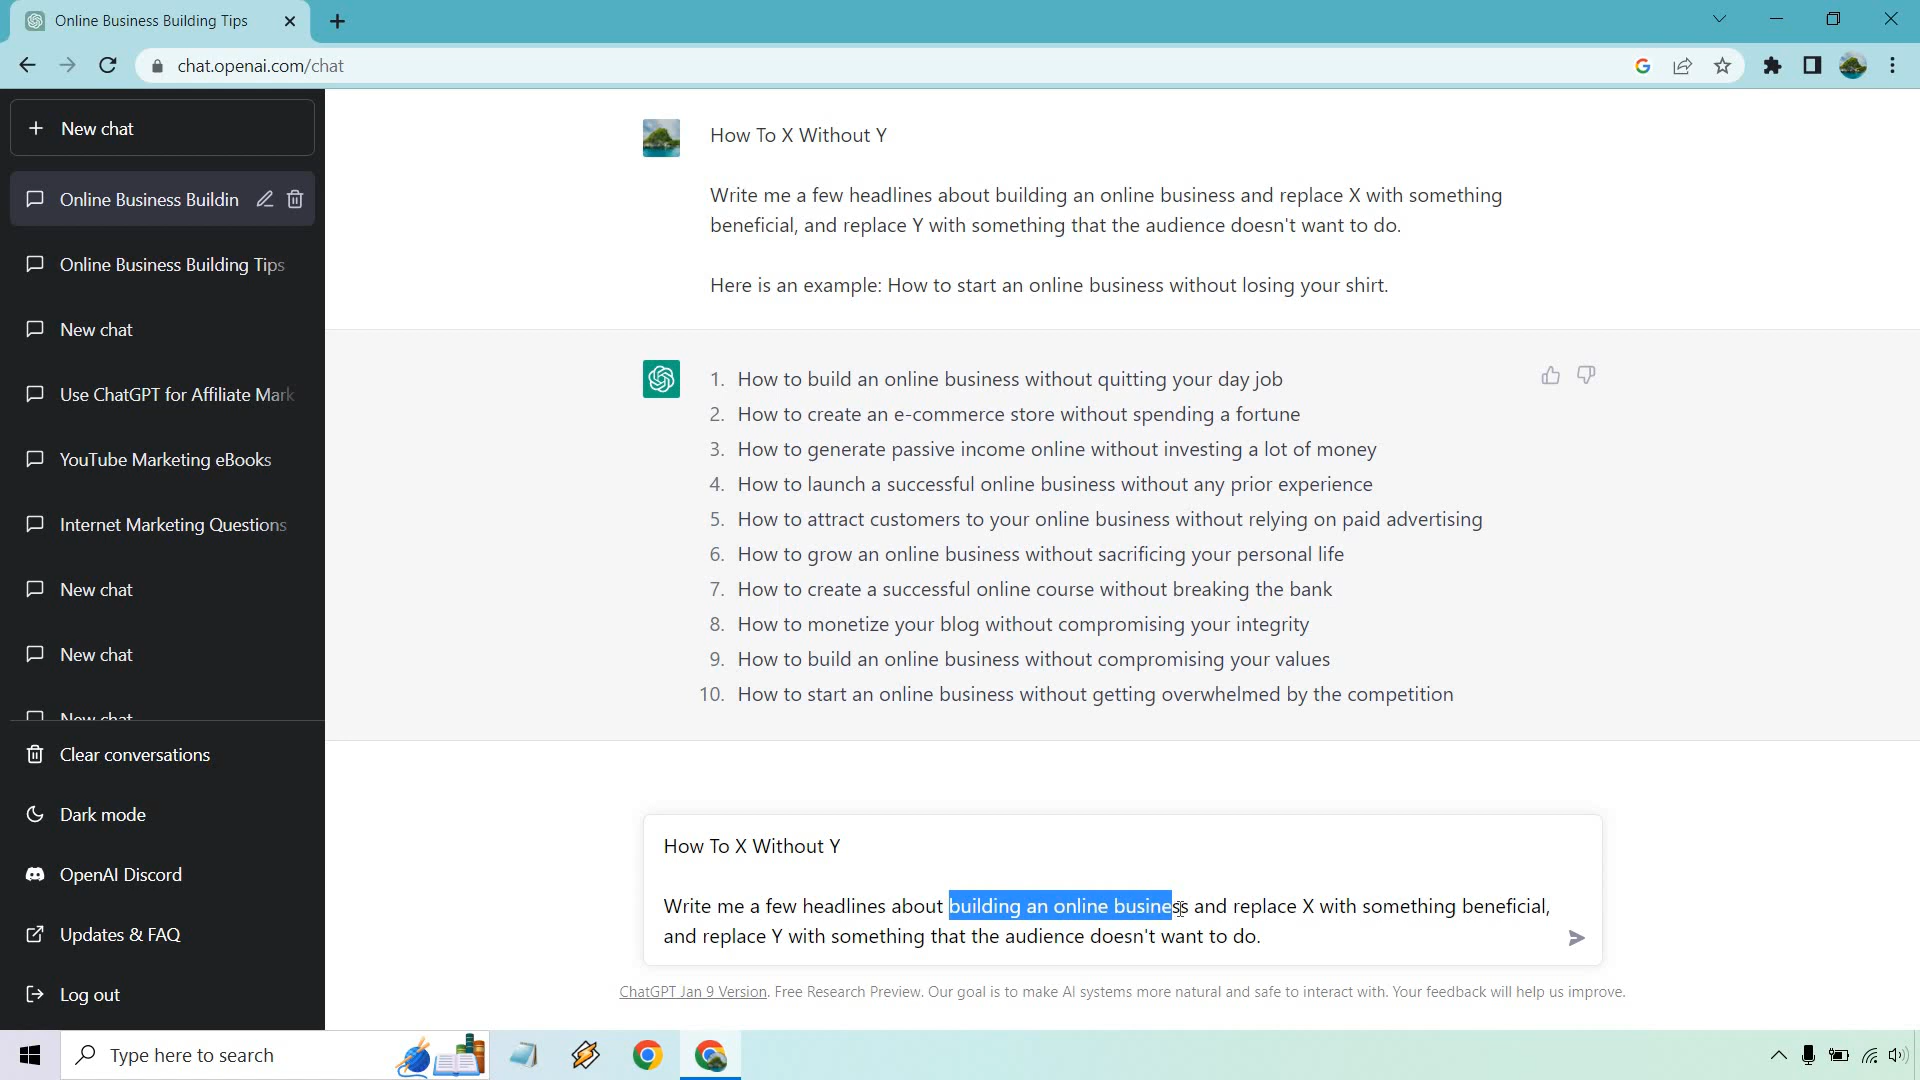 Online Business Building Tips
chat.openai.com/chat
New chat
Online Business Buildin
Online Business Building Tips
New chat
Use ChatGPT for Affiliate Mark
YouTube Marketing eBooks
Internet Marketing Questions
New chat
New chat
New chat
Clear conversations
Dark mode
OpenAI Discord
Updates & FAQ
Log out
How To X Without Y
Write me a few headlines about building an online business and replace X with something
beneficial, and replace Y with something that the audience doesn't want to do.
Here is an example: How to start an online business without losing your shirt.
1. How to build an online business without quitting your day job
2. How to create an e-commerce store without spending a fortune
3. How to generate passive income online without investing a lot of money
4. How to launch a successful online business without any prior experience
5. How to attract customers to your online business without relying on paid advertising
6. How to grow an online business without sacrificing your personal life
7. How to create a successful online course without breaking the bank
8. How to monetize your blog without compromising your integrity
9. How to build an online business without compromising your values
10. How to start an online business without getting overwhelmed by the competition
How To X Without Y
Write me a few headlines about building an online business and replace X with something beneficial,
and replace Y with something that the audience doesn't want to do.
ChatGPT Jan 9 Version. Free Research Preview. Our goal is to make AI systems more natural and safe to interact with. Your feedback will help us improve.
Type here to search